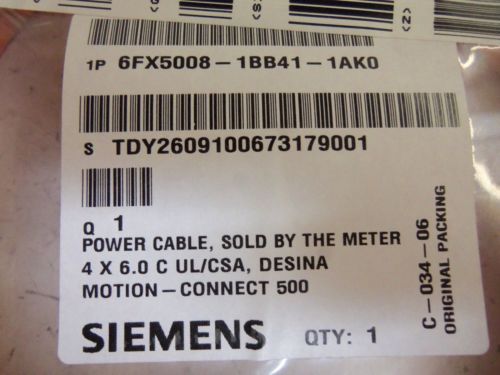 1P 6FX5008-1BB41-1AK0
S TDY2609100673179001
Q 1
POWER CABLE, SOLD BY THE METER
4 X 6.0 C UL/CSA, DESINA
MOTION-CONNECT 500
SIEMENS
QTY: 1
C-034-06
ORIGINAL PACKING
(Z)